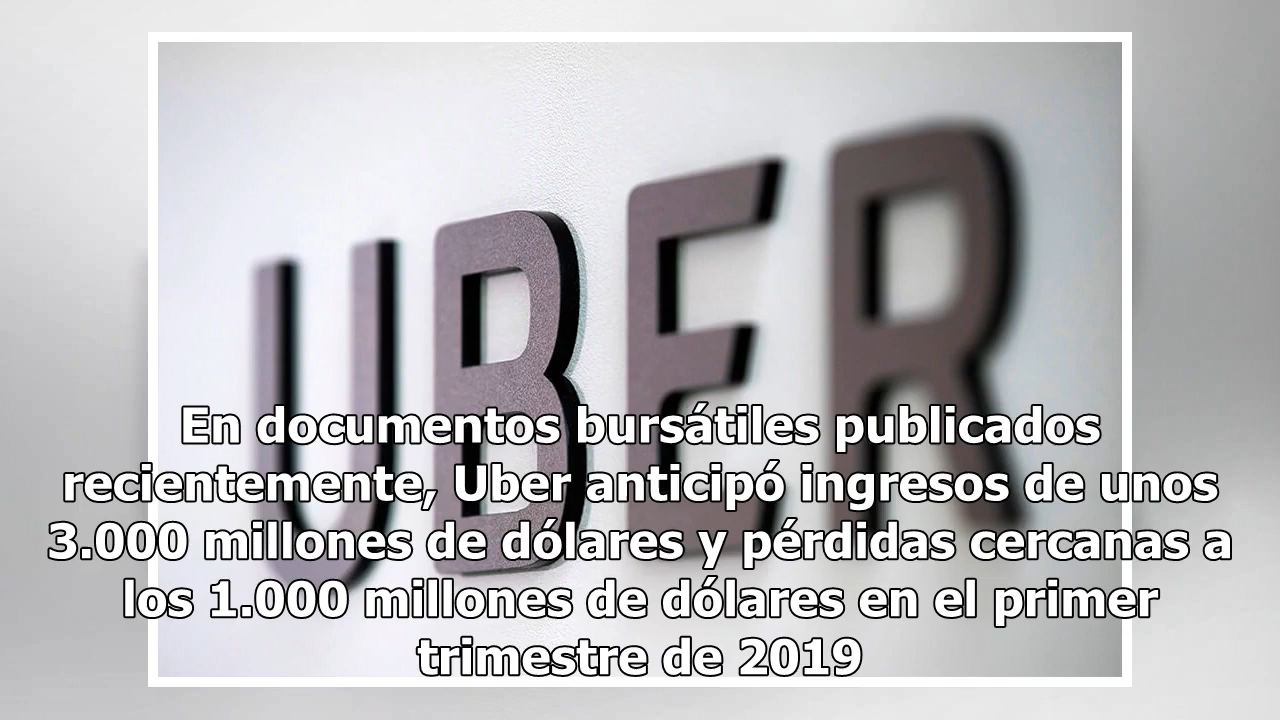 UBER
En documentos bursátiles publicados
recientemente, Uber anticipó ingresos de unos
3.000 millones de dólares y pérdidas cercanas a
los 1.000 millones de dólares en el primer
trimestre de 2019